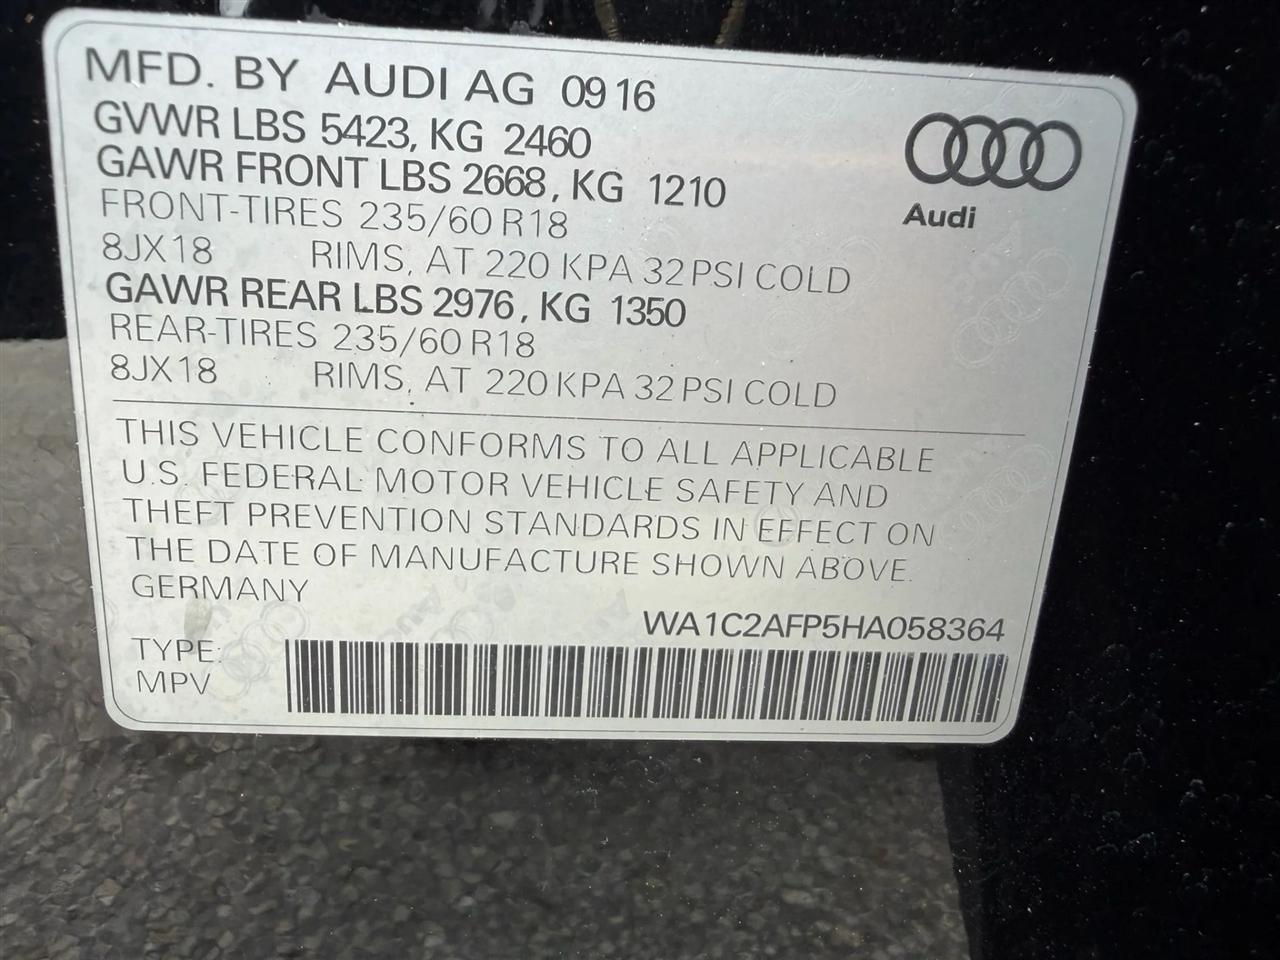 MFD. BY AUDI AG 09 16
GVWR LBS 5423, KG 2460
GAWR FRONT LBS 2668, KG 1210
FRONT-TIRES 235/60 R18
8JX18 RIMS, AT 220 KPA 32 PSI COLD
GAWR REAR LBS 2976, KG 1350
REAR-TIRES 235/60 R18
8JX18 RIMS, AT 220 KPA 32 PSI COLD
Audi
THIS VEHICLE CONFORMS TO ALL APPLICABLE
U.S. FEDERAL MOTOR VEHICLE SAFETY AND
THEFT PREVENTION STANDARDS IN EFFECT ON
THE DATE OF MANUFACTURE SHOWN ABOVE.
GERMANY
WA1C2AFP5HA058364
TYPE:
MPV